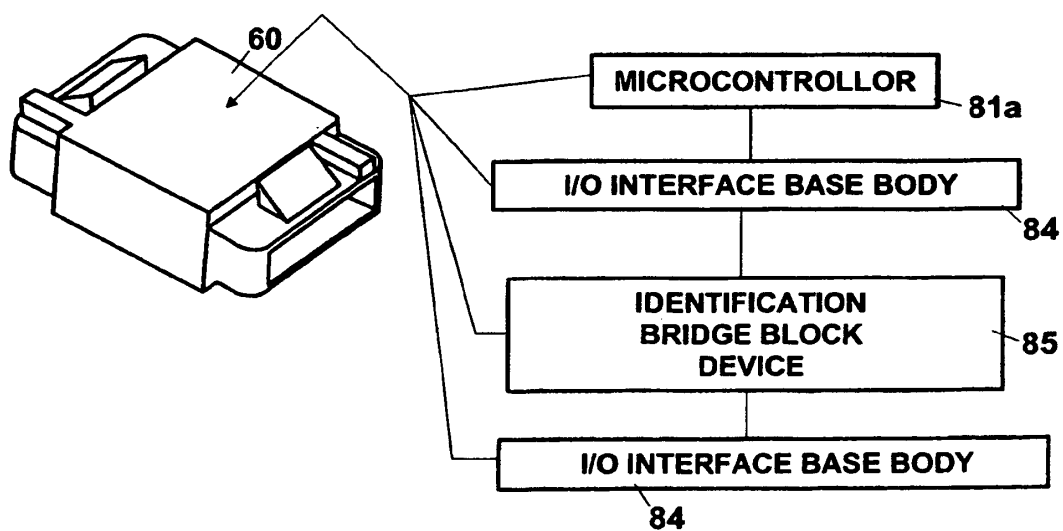 60
MICROCONTROLLOR
81a
I/O INTERFACE BASE BODY
84
IDENTIFICATION
BRIDGE BLOCK
DEVICE
85
I/O INTERFACE BASE BODY
84